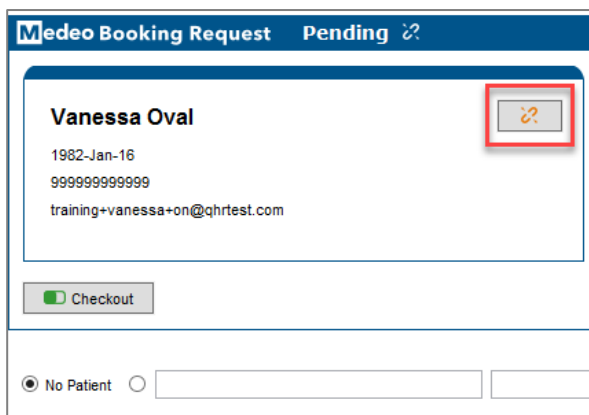 Medeo Booking Request Pending
Vanessa Oval
1982-Jan-16
999999999999
training+vanessa+on@qhrtest.com
Checkout
No Patient